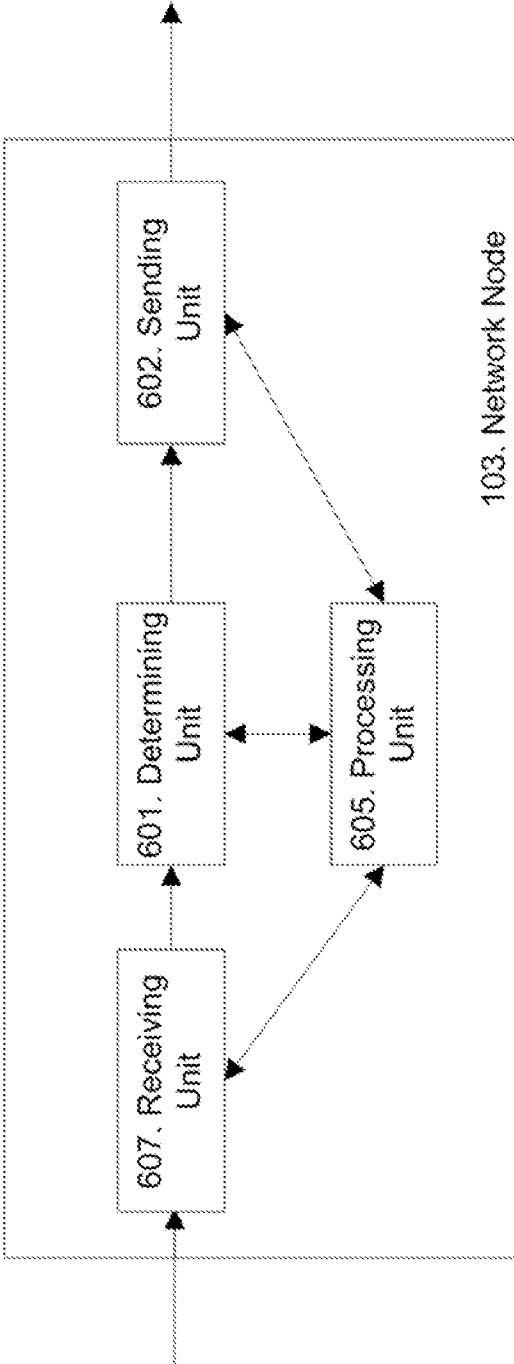 607. Receiving
Unit
601. Determining
Unit
602. Sending
Unit
605. Processing
Unit
103. Network Node